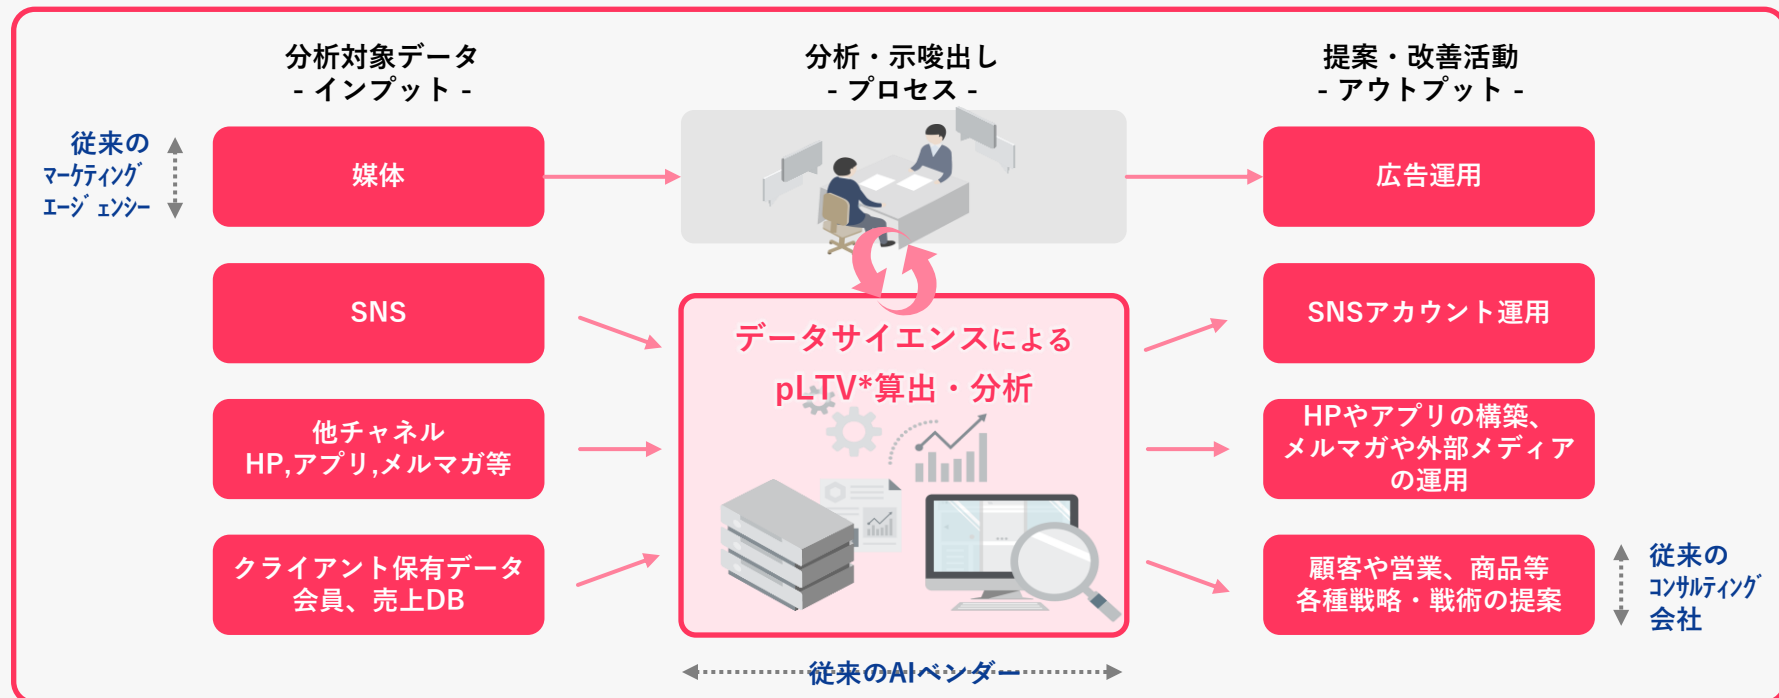 分析対象データ
- インプット -
分析・示唆出し
- プロセス -
提案・改善活動
- アウトプット -
従来の
ﾏｰｹﾃｨﾝｸﾞ
ｴｰｼﾞｪﾝｼｰ
媒体
広告運用
SNS
SNSアカウント運用
データサイエンスによる
pLTV*算出・分析
他チャネル
HP,アプリ,メルマガ等
HPやアプリの構築、
メルマガや外部メディア
の運用
クライアント保有データ
会員、売上DB
顧客や営業、商品等
各種戦略・戦術の提案
従来の
ｺﾝｻﾙﾃｨﾝｸﾞ
会社
従来のAIベンダー